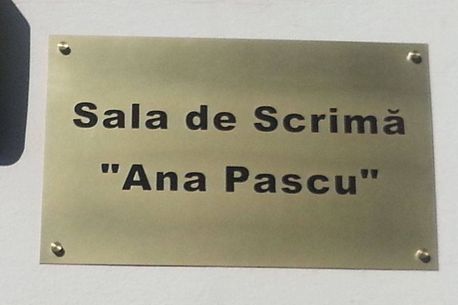 Sala de Scrimă
"Ana Pascu"